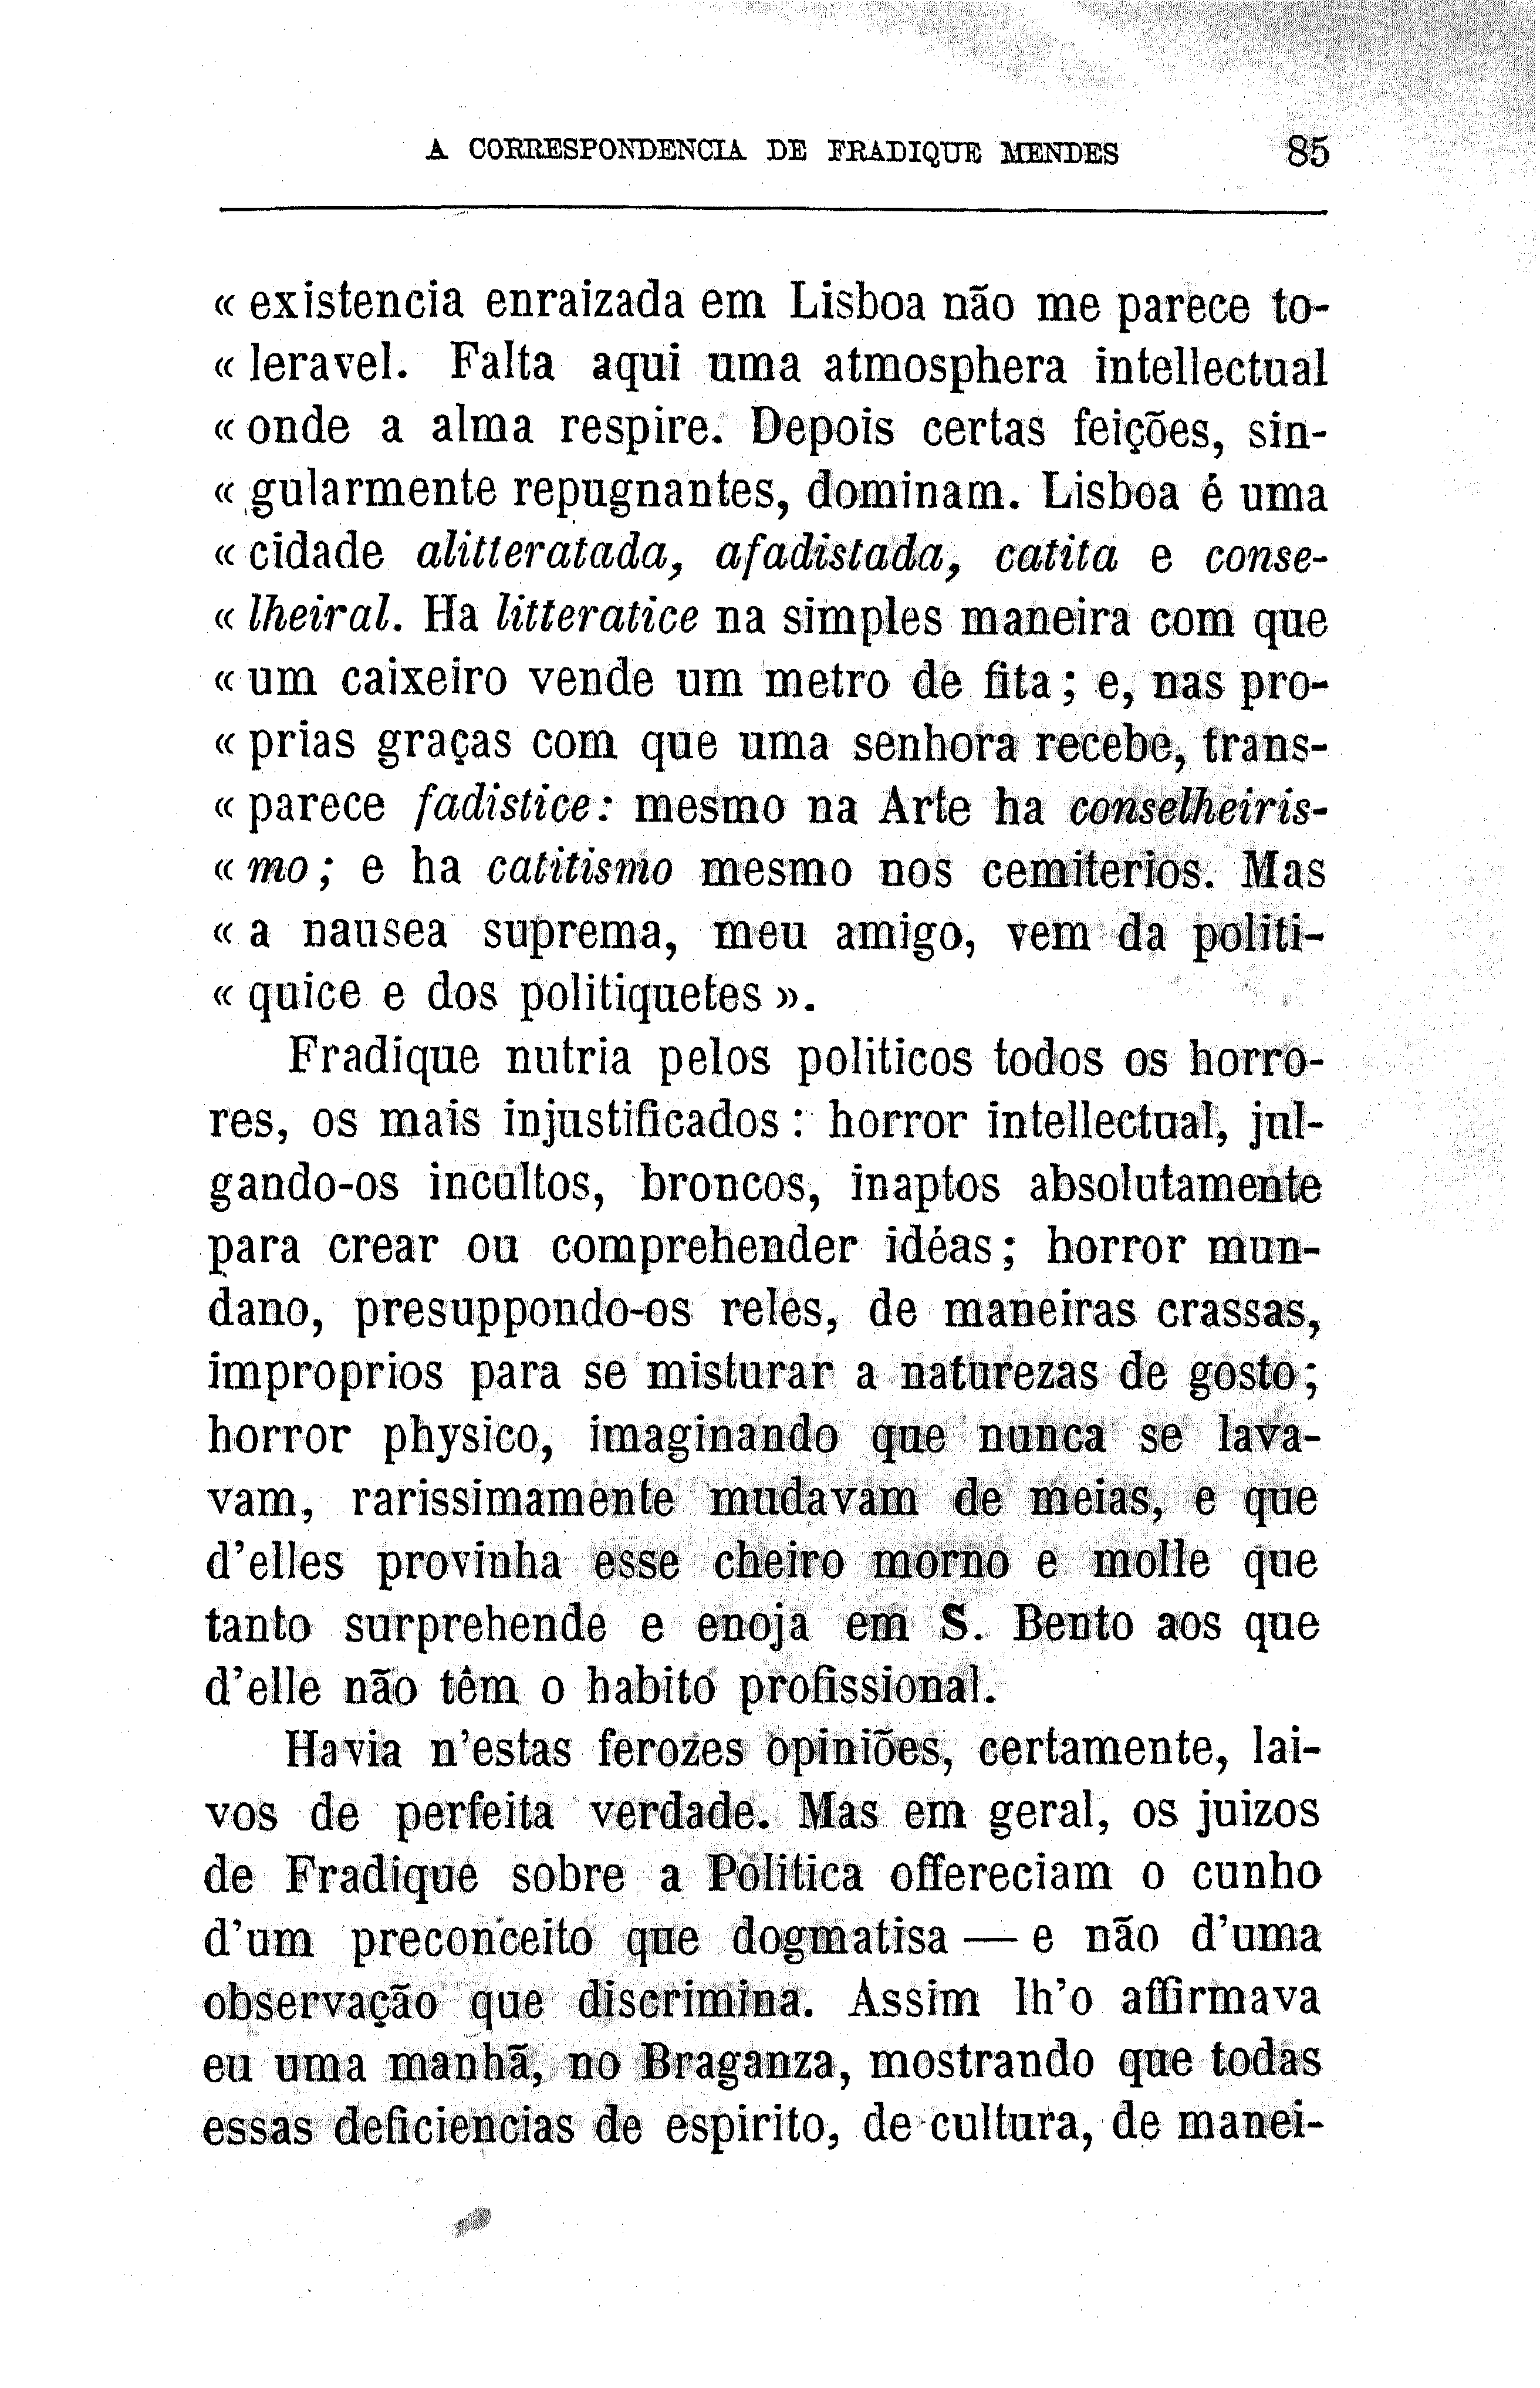 A CORRESPONDENCIA DE FRADIQUE MENDES 85
« existencia enraizada em Lisboa não me parece to-
« leravel. Falta aqui uma atmosphera intellectual
« onde a alma respire. Depois certas feições, sin-
« gularmente repugnantes, dominam. Lisboa é uma
« cidade alitteratada, afadistada, catita e conse-
« lheiral. Ha litteratice na simples maneira com que
« um caixeiro vende um metro de fita; e, nas pro-
« prias graças com que uma senhora recebe, trans-
« parece fadistice: mesmo na Arte ha conselheiris-
« mo; e ha catitismo mesmo nos cemiterios. Mas
« a nausea suprema, meu amigo, vem da politi-
« quice e dos politiquetes ».
Fradique nutria pelos politicos todos os horro-
res, os mais injustificados: horror intellectual, jul-
gando-os incultos, broncos, inaptos absolutamente
para crear ou comprehender idéas; horror mun-
dano, presuppondo-os reles, de maneiras crassas,
improprios para se misturar a naturezas de gosto;
horror physico, imaginando que nunca se lava-
vam, rarissimamente mudavam de meias, e que
d'elles provinha esse cheiro morno e molle que
tanto surprehende e enoja em S. Bento aos que
d'elle não têm o habito profissional.
Havia n'estas ferozes opiniões, certamente, lai-
vos de perfeita verdade. Mas em geral, os juizos
de Fradique sobre a Politica offereciam o cunho
d'um preconceito que dogmatisa — e não d'uma
observação que discrimina. Assim lh'o affirmava
eu uma manhã, no Braganza, mostrando que todas
essas deficiencias de espirito, de cultura, de manei-